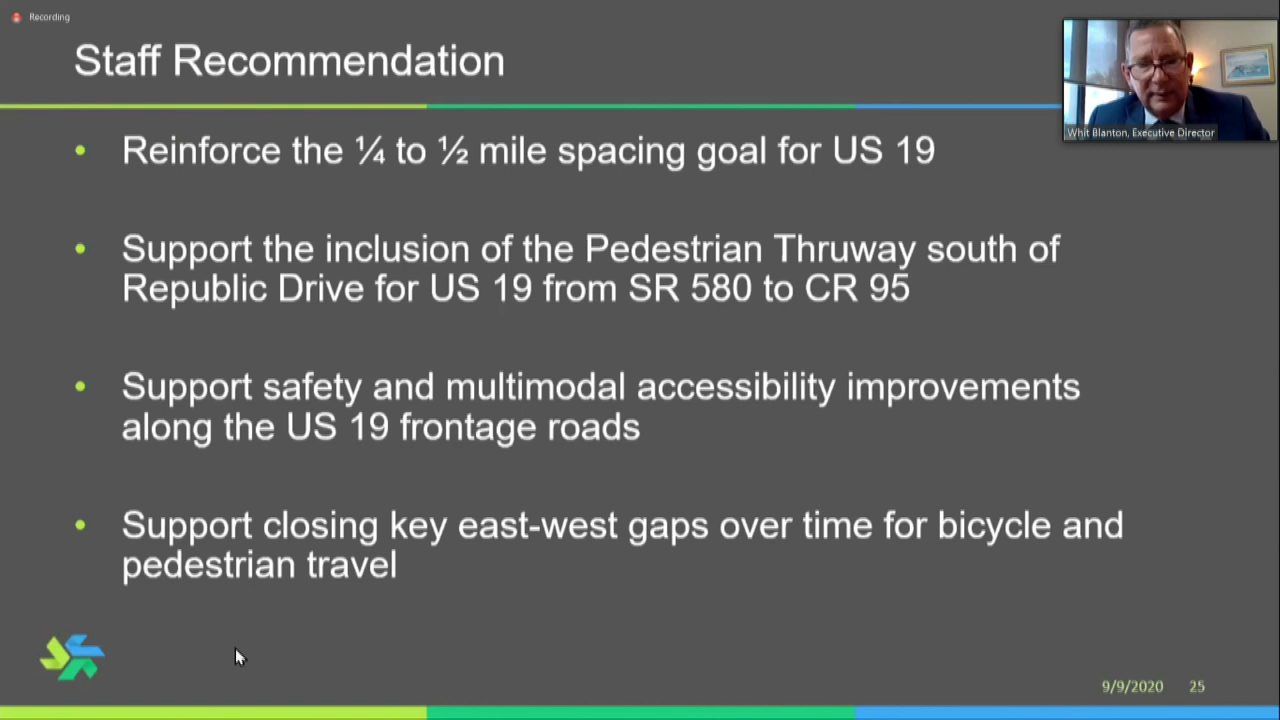 Recording
Staff Recommendation
Whit Blanton, Executive Director
• Reinforce the ¼ to ½ mile spacing goal for US 19
• Support the inclusion of the Pedestrian Thruway south of
Republic Drive for US 19 from SR 580 to CR 95
• Support safety and multimodal accessibility improvements
along the US 19 frontage roads
• Support closing key east-west gaps over time for bicycle and
pedestrian travel
9/9/2020 25